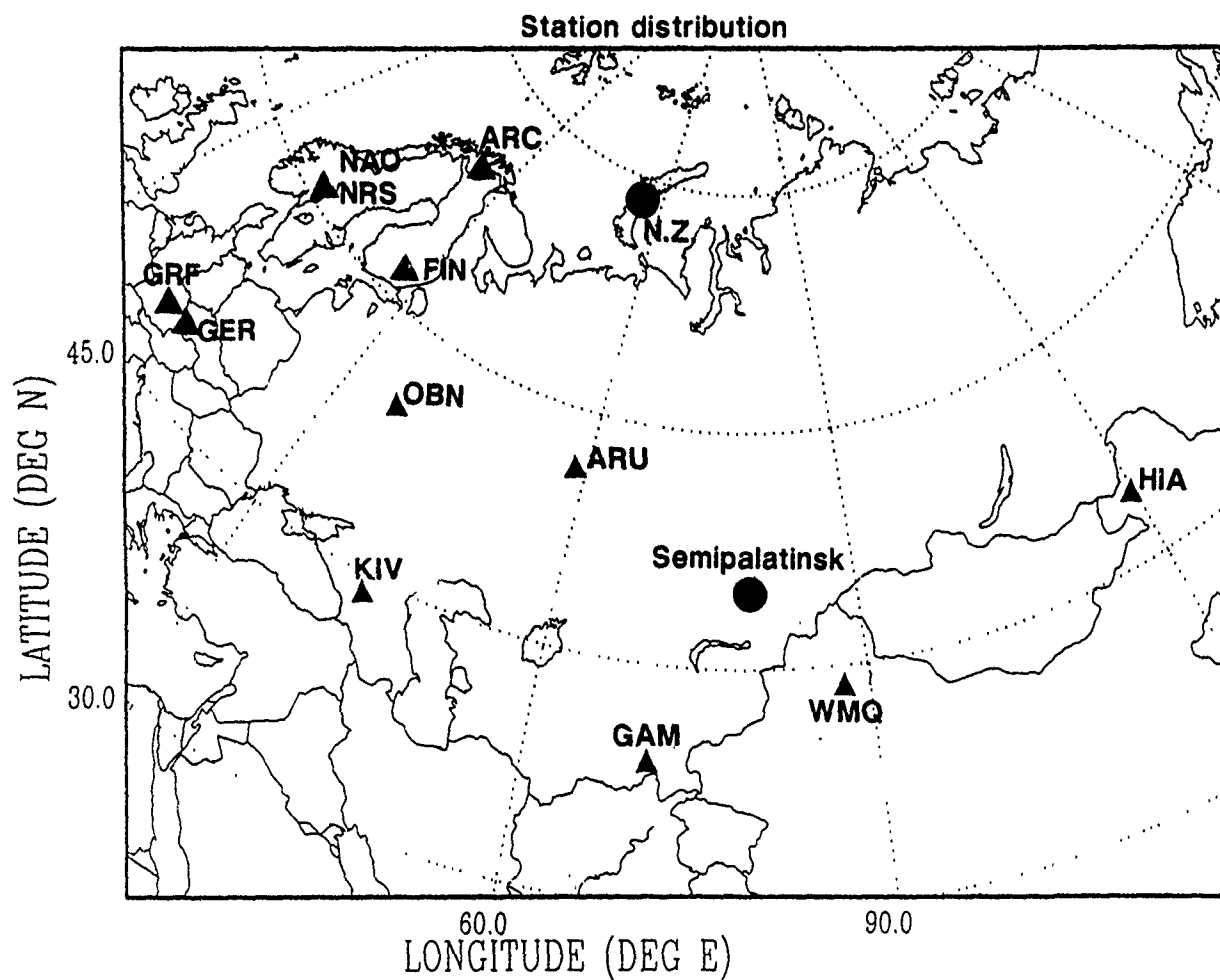 Station distribution
ARC
NAO
NRS
N.Z
FIN
GRF
GER
45.0
OBN
ARU
HIA
Semipalatinsk
KIV
30.0
WMQ
GAM
60.0
90.0
LATITUDE (DEG N)
LONGITUDE (DEG E)